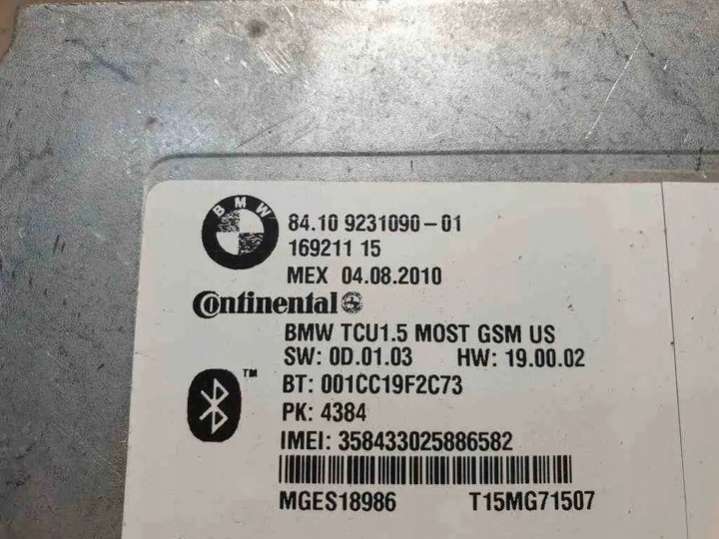 BMW
84.10 9231090-01
169211 15
MEX 04.08.2010
Continental
BMW TCU1.5 MOST GSM US
SW: 0D.01.03 HW: 19.00.02
TM
BT: 001CC19F2C73
PK: 4384
IMEI: 358433025886582
MGES18986 T15MG71507